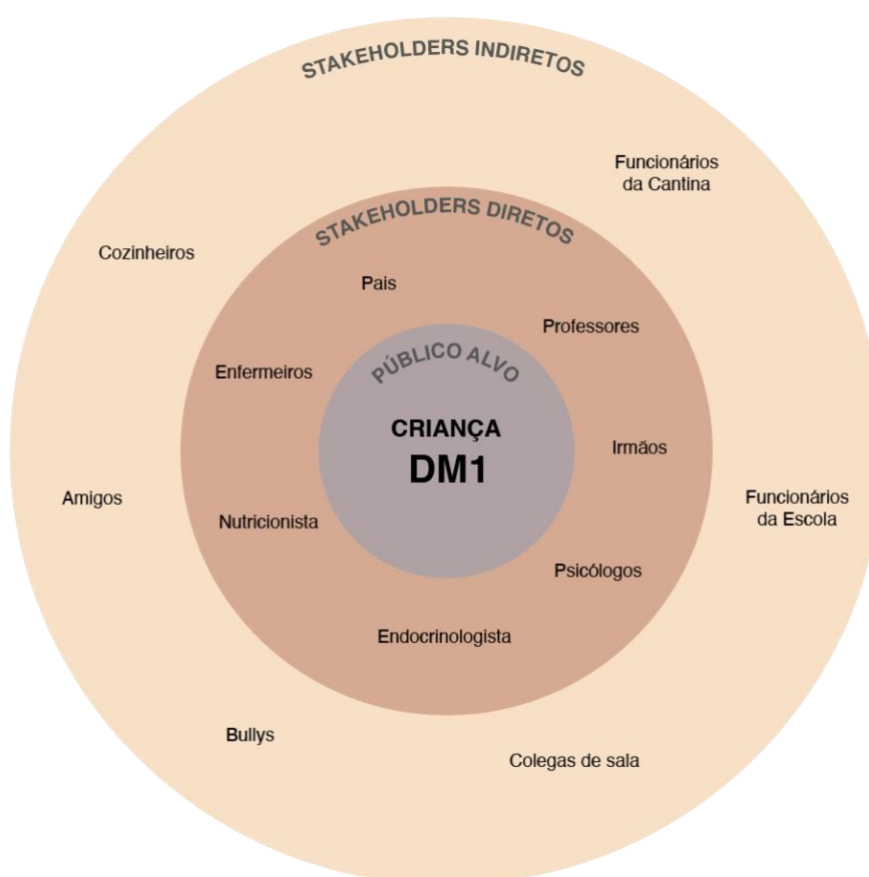 STAKEHOLDERS INDIRETOS
Funcionários
da Cantina
STAKEHOLDERS DIRETOS
Cozinheiros
Pais
Professores
PÚBLICO ALVO
Enfermeiros
CRIANÇA
DM1
Irmãos
Amigos
Nutricionista
Funcionários
da Escola
Psicólogos
Endocrinologista
Bullys
Colegas de sala